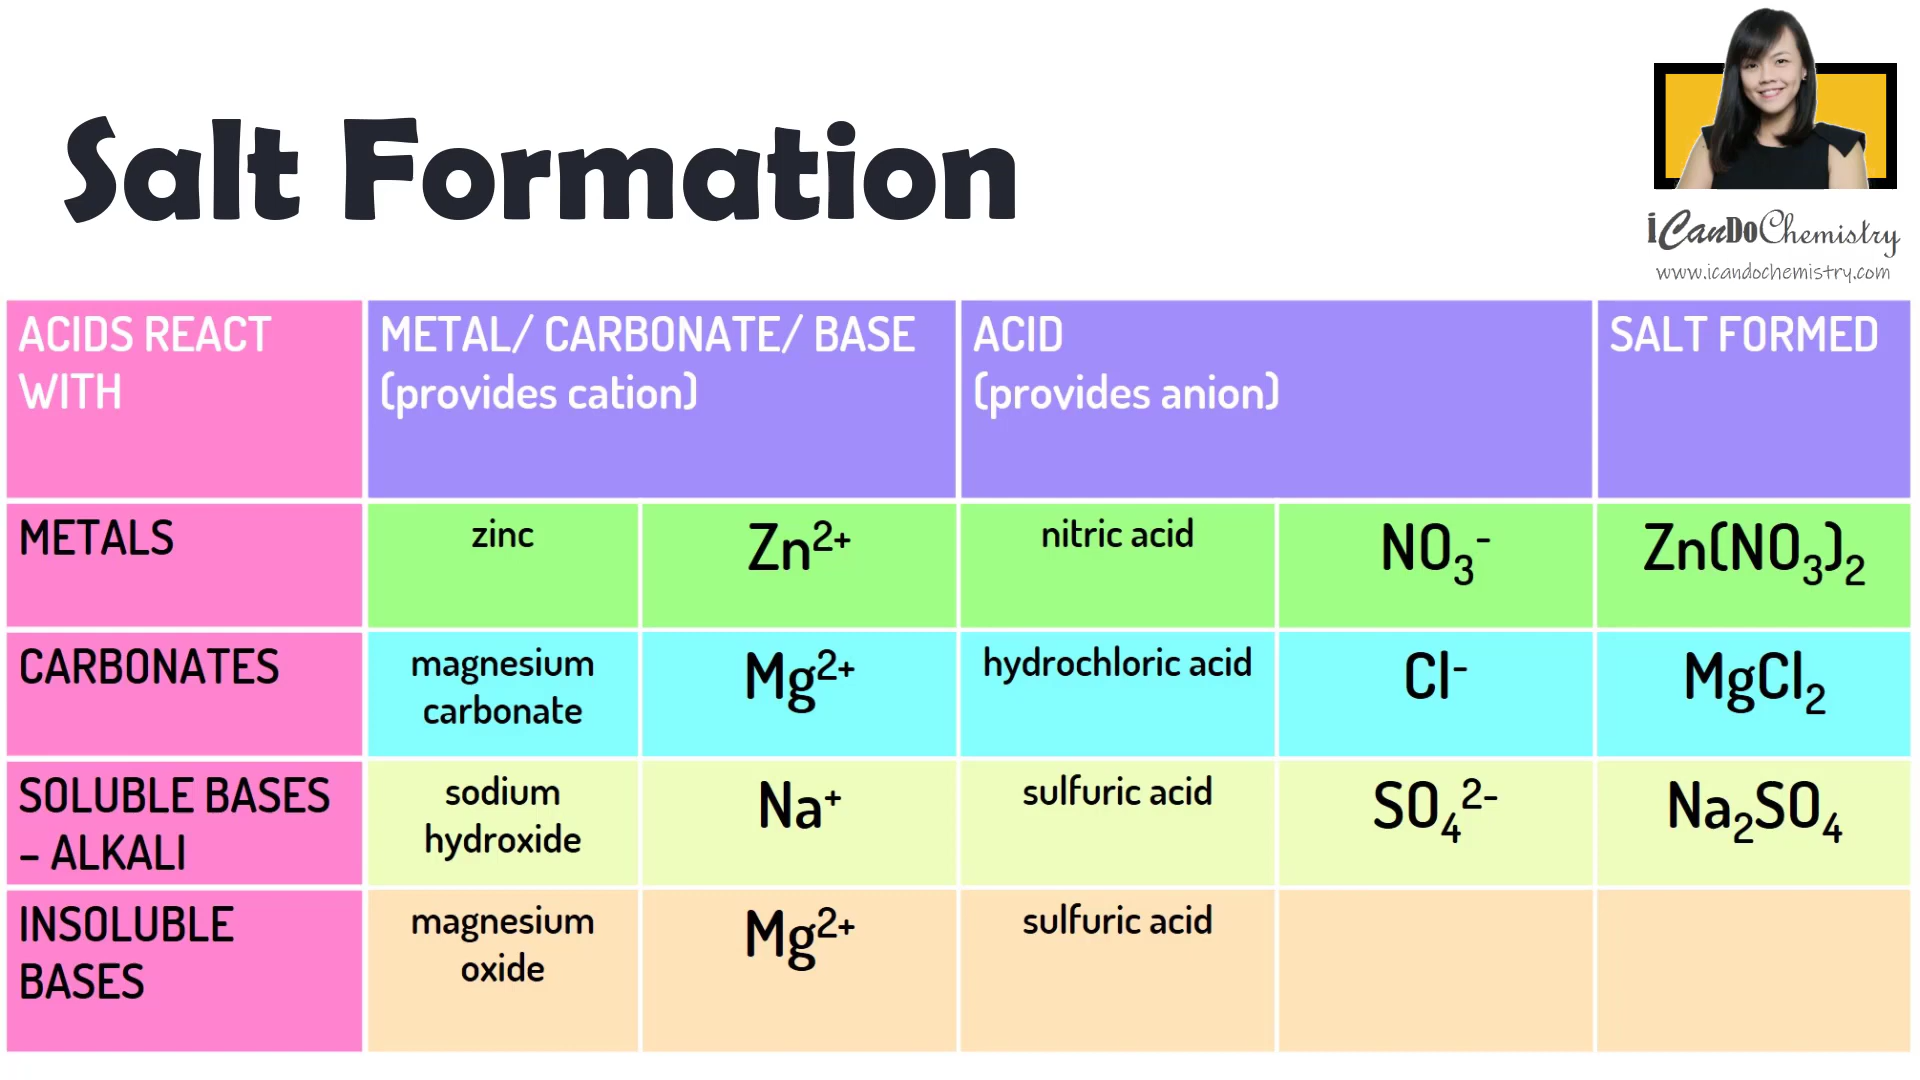 Salt Formation
iCanDoChemistry
www.icandochemistry.com
ACIDS REACT
WITH
METAL/ CARBONATE/ BASE
(provides cation)
ACID
(provides anion)
SALT FORMED
METALS
zinc
Zn²⁺
nitric acid
NO₃⁻
Zn(NO₃)₂
CARBONATES
magnesium
carbonate
Mg²⁺
hydrochloric acid
Cl⁻
MgCl₂
SOLUBLE BASES
– ALKALI
sodium
hydroxide
Na⁺
sulfuric acid
SO₄²⁻
Na₂SO₄
INSOLUBLE
BASES
magnesium
oxide
Mg²⁺
sulfuric acid